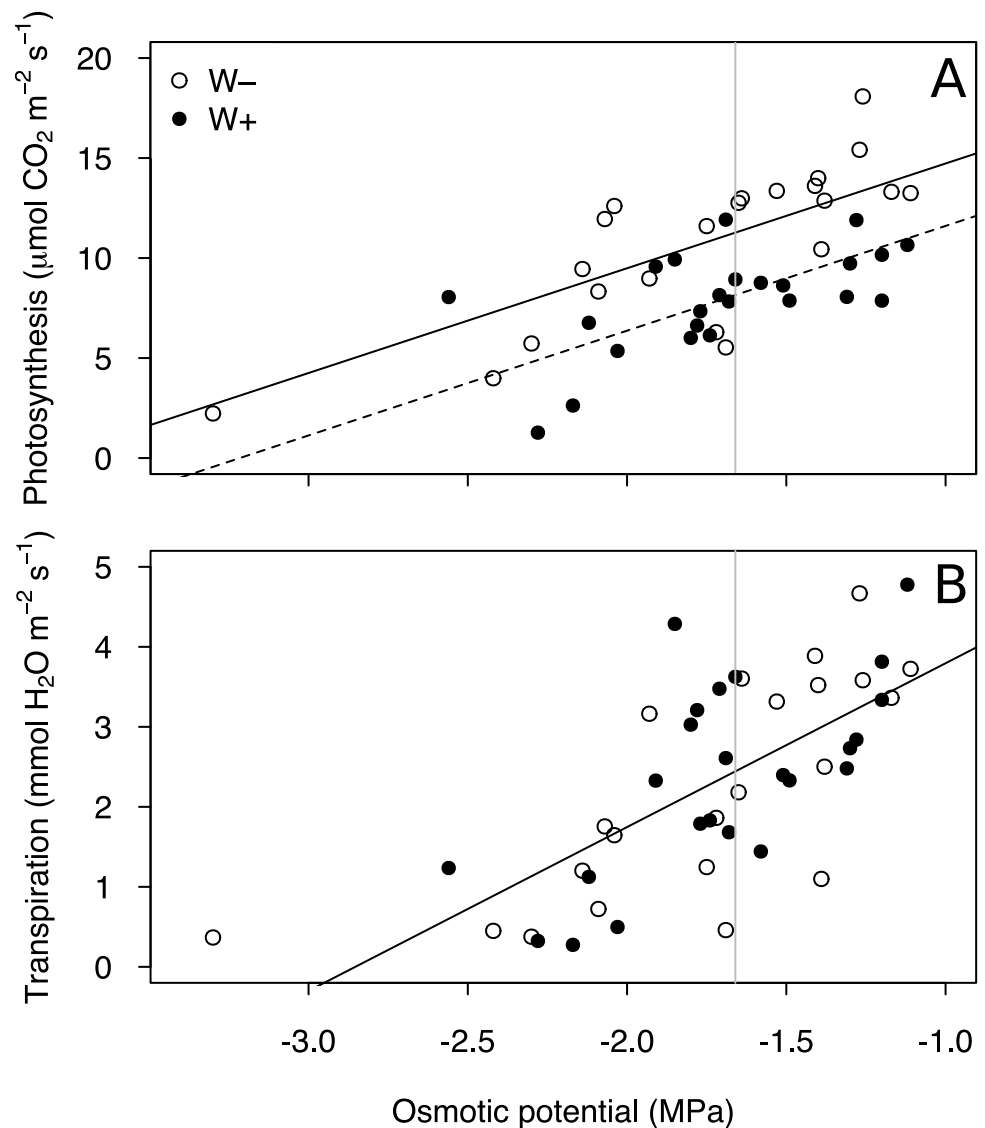 A
W–
W+
Photosynthesis (μmol CO₂ m⁻² s⁻¹)
20
15
10
5
0
B
Transpiration (mmol H₂O m⁻² s⁻¹)
5
4
3
2
1
0
-3.0 -2.5 -2.0 -1.5 -1.0
Osmotic potential (MPa)